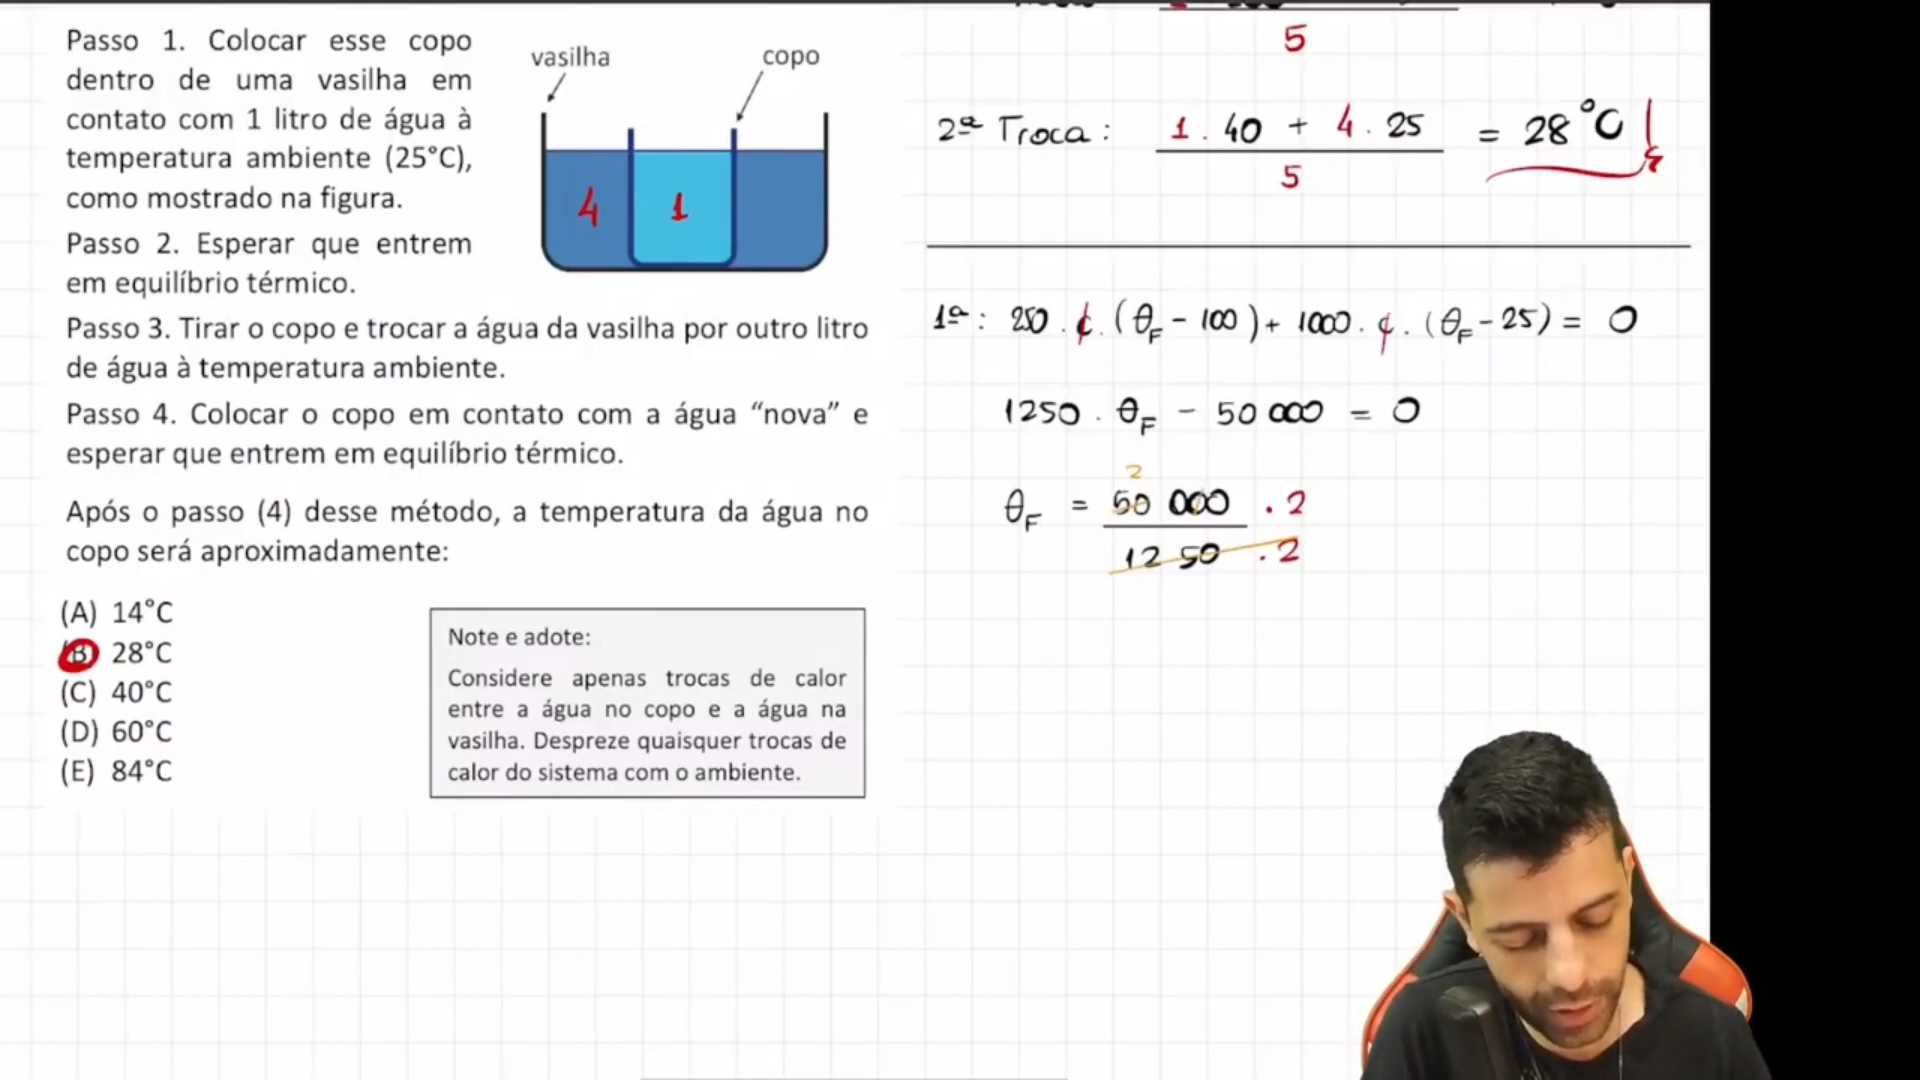 Passo 1. Colocar esse copo
dentro de uma vasilha em
contato com 1 litro de água à
temperatura ambiente (25°C),
como mostrado na figura.
Passo 2. Esperar que entrem
em equilíbrio térmico.
vasilha
copo
4
1
Passo 3. Tirar o copo e trocar a água da vasilha por outro litro
de água à temperatura ambiente.
Passo 4. Colocar o copo em contato com a água “nova” e
esperar que entrem em equilíbrio térmico.
Após o passo (4) desse método, a temperatura da água no
copo será aproximadamente:
(A) 14°C
(B) 28°C
(C) 40°C
(D) 60°C
(E) 84°C
Note e adote:
Considere apenas trocas de calor
entre a água no copo e a água na
vasilha. Despreze quaisquer trocas de
calor do sistema com o ambiente.
5
2ª Troca: 1 . 40 + 4 . 25 = 28°C
5
1ª: 250 . c . (θF - 100) + 1000 . c . (θF - 25) = 0
1250 . θF - 50 000 = 0
2
θF = 50 000 . 2
1250 . 2